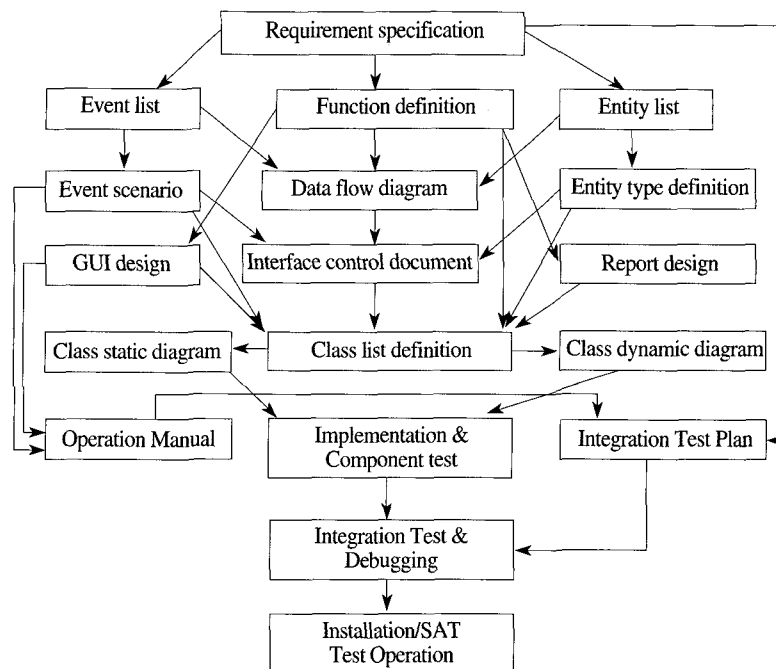 Requirement specification
Event list
Function definition
Entity list
Event scenario
Data flow diagram
Entity type definition
GUI design
Interface control document
Report design
Class static diagram
Class list definition
Class dynamic diagram
Operation Manual
Implementation &
Component test
Integration Test Plan
Integration Test &
Debugging
Installation/SAT
Test Operation